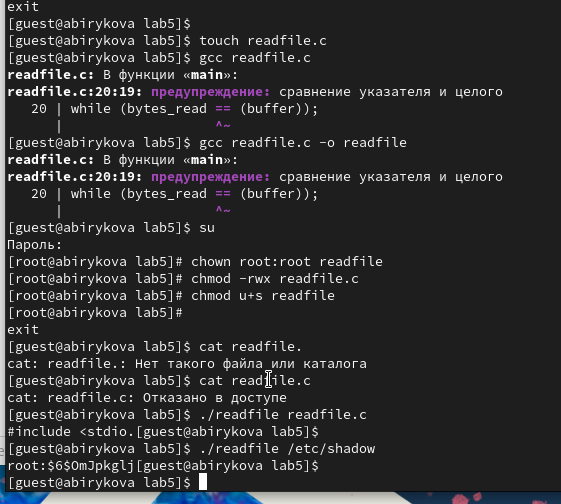 exit
[guest@abirykova lab5]$
[guest@abirykova lab5]$ touch readfile.c
[guest@abirykova lab5]$ gcc readfile.c
readfile.c: В функции «main»:
readfile.c:20:19: предупреждение: сравнение указателя и целого
   20 | while (bytes_read == (buffer));
      |                   ^~
[guest@abirykova lab5]$ gcc readfile.c -o readfile
readfile.c: В функции «main»:
readfile.c:20:19: предупреждение: сравнение указателя и целого
   20 | while (bytes_read == (buffer));
      |                   ^~
[guest@abirykova lab5]$ su
Пароль:
[root@abirykova lab5]# chown root:root readfile
[root@abirykova lab5]# chmod -rwx readfile.c
[root@abirykova lab5]# chmod u+s readfile
[root@abirykova lab5]#
exit
[guest@abirykova lab5]$ cat readfile.
cat: readfile.: Нет такого файла или каталога
[guest@abirykova lab5]$ cat readfile.c
cat: readfile.c: Отказано в доступе
[guest@abirykova lab5]$ ./readfile readfile.c
#include <stdio.[guest@abirykova lab5]$
[guest@abirykova lab5]$ ./readfile /etc/shadow
root:$6$OmJpkglj[guest@abirykova lab5]$
[guest@abirykova lab5]$